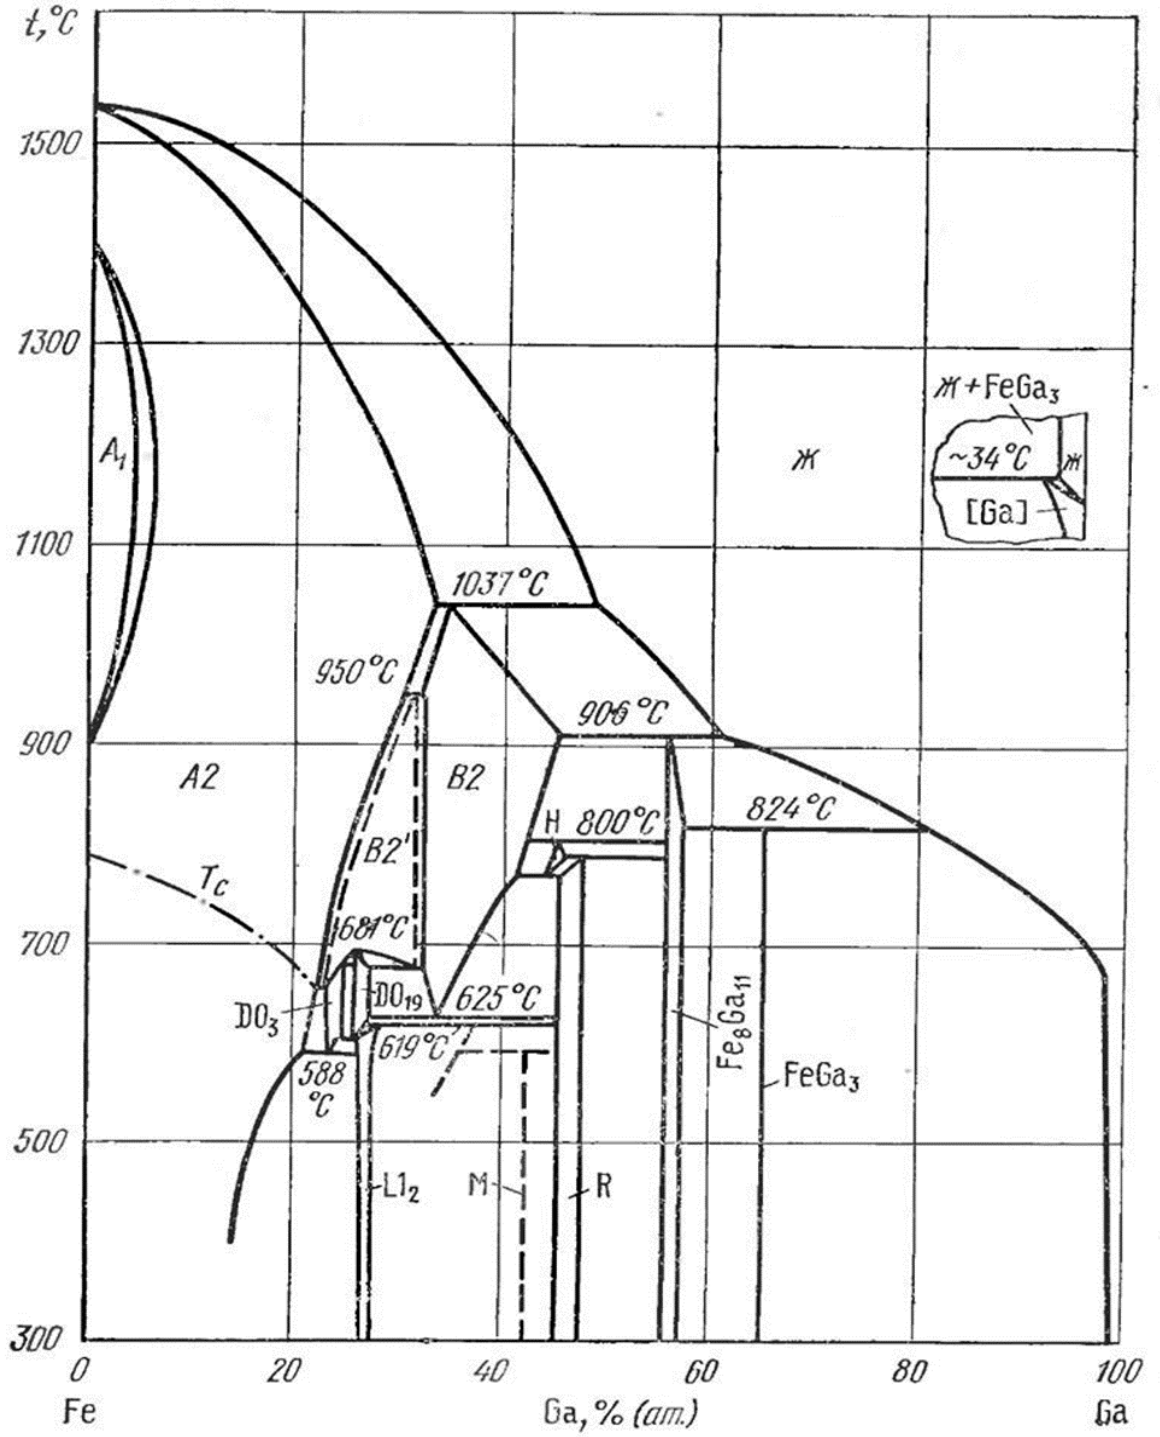 t,°C
1500
1300
A₁
Ж+FeGa₃
~34°C
Ж
[Ga]
Ж
1100
1037°C
950°C
906°C
900
A2
B2
H 800°C
824°C
B2'
Tc
700
681°C
DO₃
DO₁₉
625°C
619°C
588
°C
Fe₈Ga₁₁
FeGa₃
500
L1₂
M
R
300
0 20 40 60 80 100
Fe Ga,% (ат.) Ga